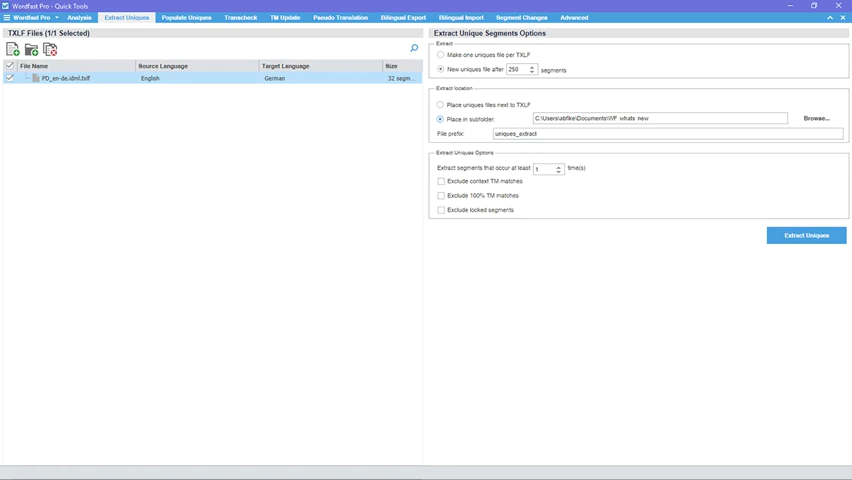 Wordfast Pro - Quick Tools
Wordfast Pro Analysis Extract Uniques Populate Uniques Transcheck TM Update Pseudo Translation Bilingual Export Bilingual Import Segment Changes Advanced
TXLF Files (1/1 Selected)
File Name Source Language Target Language Size
PD_en-de.idml.txlf English German 32 segm...
Extract Unique Segments Options
Extract
Make one uniques file per TXLF
New uniques file after 250 segments
Extract location
Place uniques files next to TXLF
Place in subfolder: C:\Users\abfike\Documents\WF whats new Browse...
File prefix: uniques_extract
Extract Uniques Options
Extract segments that occur at least 1 time(s)
Exclude context TM matches
Exclude 100% TM matches
Exclude locked segments
Extract Uniques